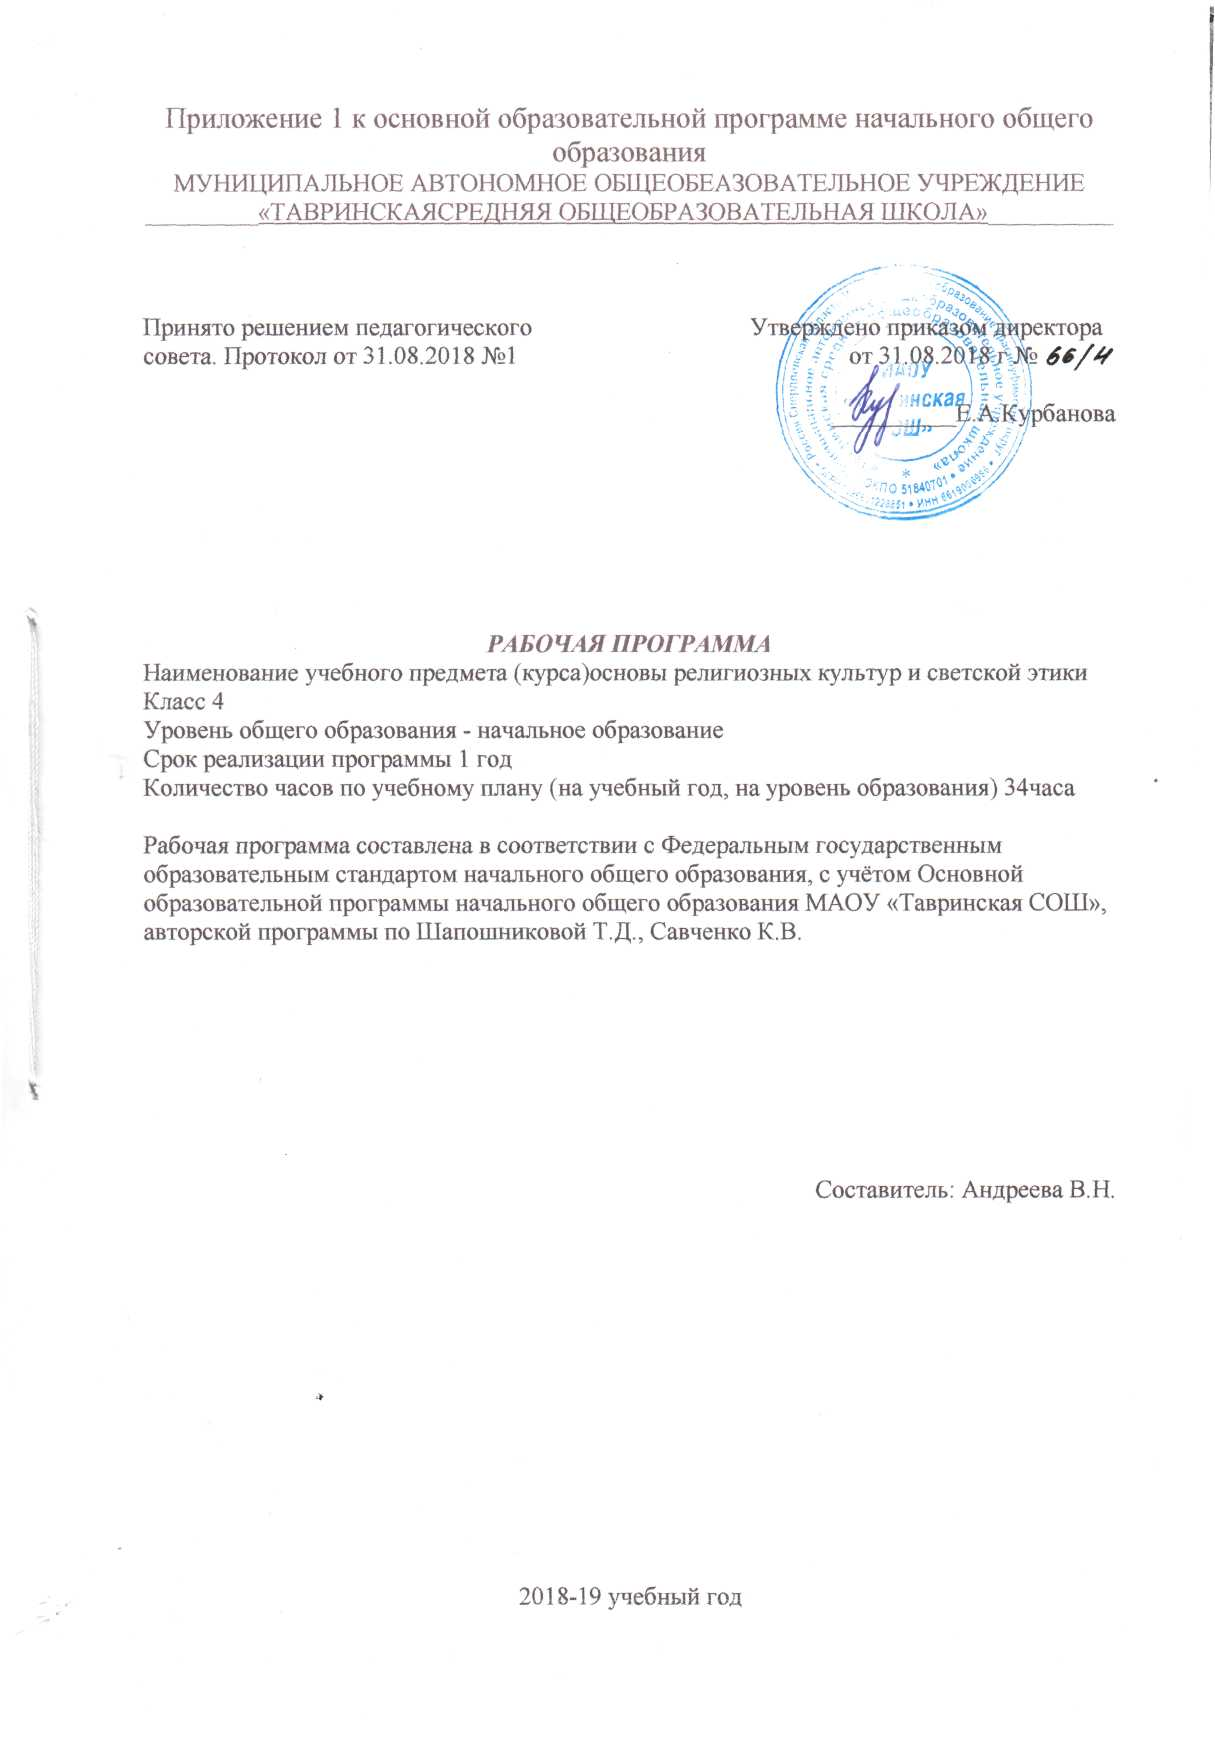 Приложение 1 к основной образовательной программе начального общего
образования
МУНИЦИПАЛЬНОЕ АВТОНОМНОЕ ОБЩЕОБЕАЗОВАТЕЛЬНОЕ УЧРЕЖДЕНИЕ
«ТАВРИНСКАЯСРЕДНЯЯ ОБЩЕОБРАЗОВАТЕЛЬНАЯ ШКОЛА»
Принято решением педагогического
совета. Протокол от 31.08.2018 №1
Утверждено приказом директора
от 31.08.2018 г № 66/4
Е.А.Курбанова
МАОУ
инская
ОШ»
ОКПО 51840701
РАБОЧАЯ ПРОГРАММА
Наименование учебного предмета (курса)основы религиозных культур и светской этики
Класс 4
Уровень общего образования - начальное образование
Срок реализации программы 1 год
Количество часов по учебному плану (на учебный год, на уровень образования) 34часа
Рабочая программа составлена в соответствии с Федеральным государственным
образовательным стандартом начального общего образования, с учётом Основной
образовательной программы начального общего образования МАОУ «Тавринская СОШ»,
авторской программы по Шапошниковой Т.Д., Савченко К.В.
Составитель: Андреева В.Н.
2018-19 учебный год